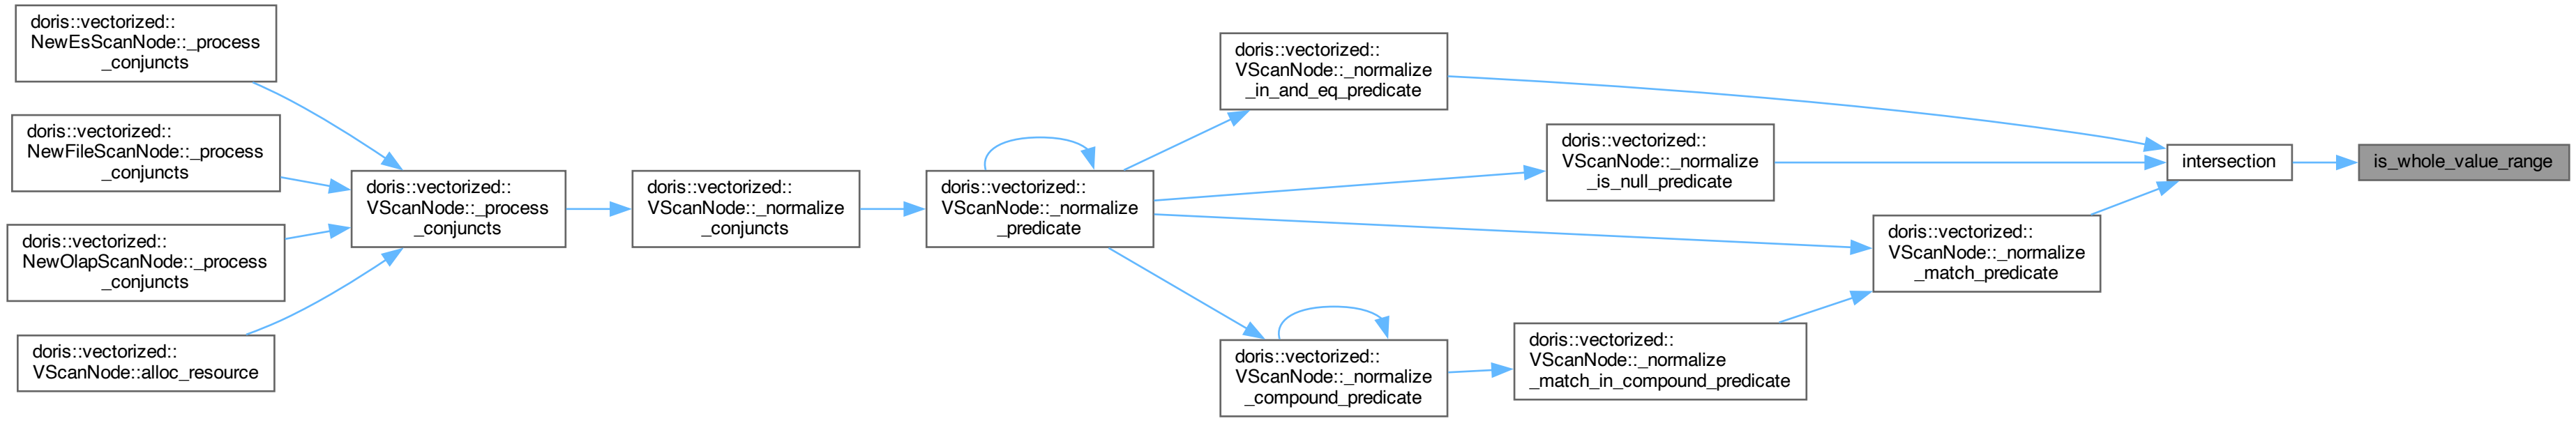 doris::vectorized::
NewEsScanNode::_process
_conjuncts
doris::vectorized::
NewFileScanNode::_process
_conjuncts
doris::vectorized::
NewOlapScanNode::_process
_conjuncts
doris::vectorized::
VScanNode::alloc_resource
doris::vectorized::
VScanNode::_process
_conjuncts
doris::vectorized::
VScanNode::_normalize
_conjuncts
doris::vectorized::
VScanNode::_normalize
_predicate
doris::vectorized::
VScanNode::_normalize
_in_and_eq_predicate
doris::vectorized::
VScanNode::_normalize
_compound_predicate
doris::vectorized::
VScanNode::_normalize
_is_null_predicate
doris::vectorized::
VScanNode::_normalize
_match_in_compound_predicate
doris::vectorized::
VScanNode::_normalize
_match_predicate
intersection
is_whole_value_range